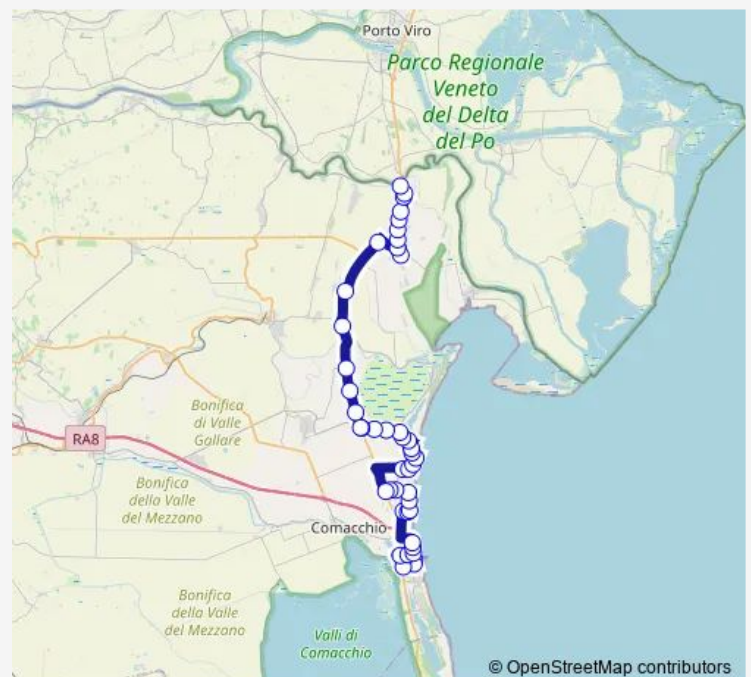 Porto Viro
Parco Regionale
Veneto
del Delta
del Po
Bonifica
di Valle
Gallare
RA8
Bonifica
della Valle
del Mezzano
Comacchio
Bonifica
della Valle
del Mezzano
Valli di
Comacchio
© OpenStreetMap contributors